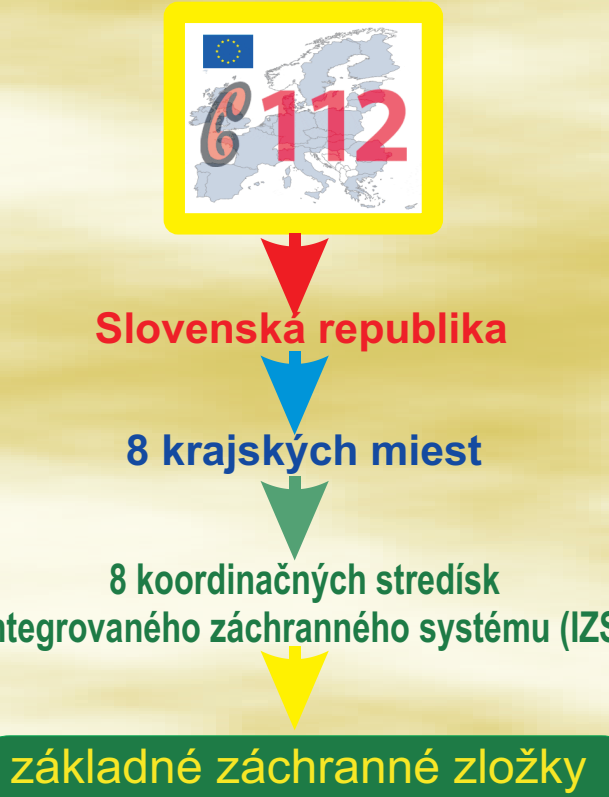 112
Slovenská republika
8 krajských miest
8 koordinačných stredísk
ntegrovaného záchranného systému (IZS
základné záchranné zložky